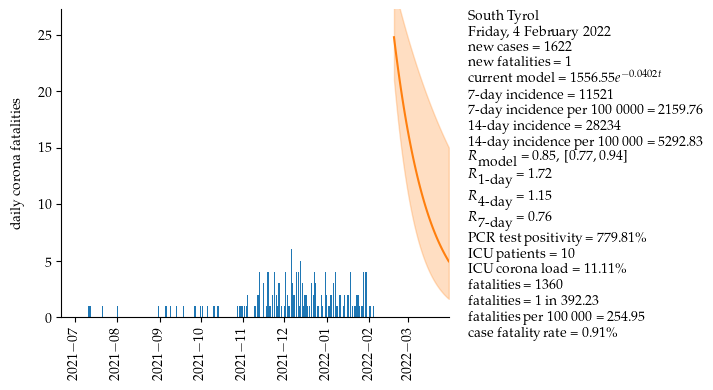 South Tyrol
Friday, 4 February 2022
new cases = 1622
new fatalities = 1
current model = 1556.55e^{-0.0402t}
7-day incidence = 11521
7-day incidence per 100 0000 = 2159.76
14-day incidence = 28234
14-day incidence per 100 000 = 5292.83
R_model = 0.85, [0.77, 0.94]
R_1-day = 1.72
R_4-day = 1.15
R_7-day = 0.76
PCR test positivity = 779.81%
ICU patients = 10
ICU corona load = 11.11%
fatalities = 1360
fatalities = 1 in 392.23
fatalities per 100 000 = 254.95
case fatality rate = 0.91%
daily corona fatalities
25
20
15
10
5
0
2021−07
2021−08
2021−09
2021−10
2021−11
2021−12
2022−01
2022−02
2022−03